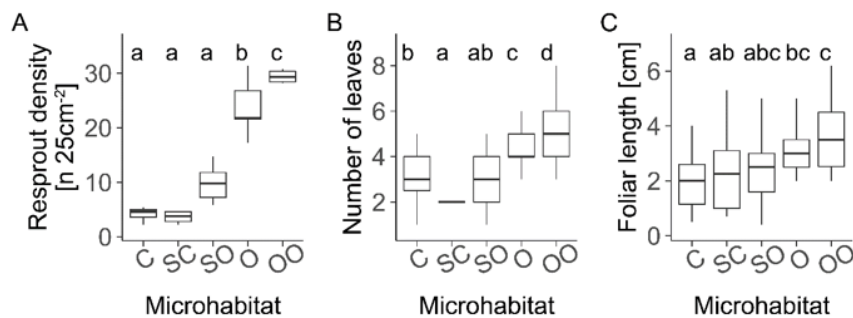 A
a a a b c
Resprout density
[n 25cm-2]
30
20
10
0
C SC SO O OO
Microhabitat
B
b a ab c d
Number of leaves
8
6
4
2
C SC SO O OO
Microhabitat
C
a ab abc bc c
Foliar length [cm]
6
4
2
0
C SC SO O OO
Microhabitat